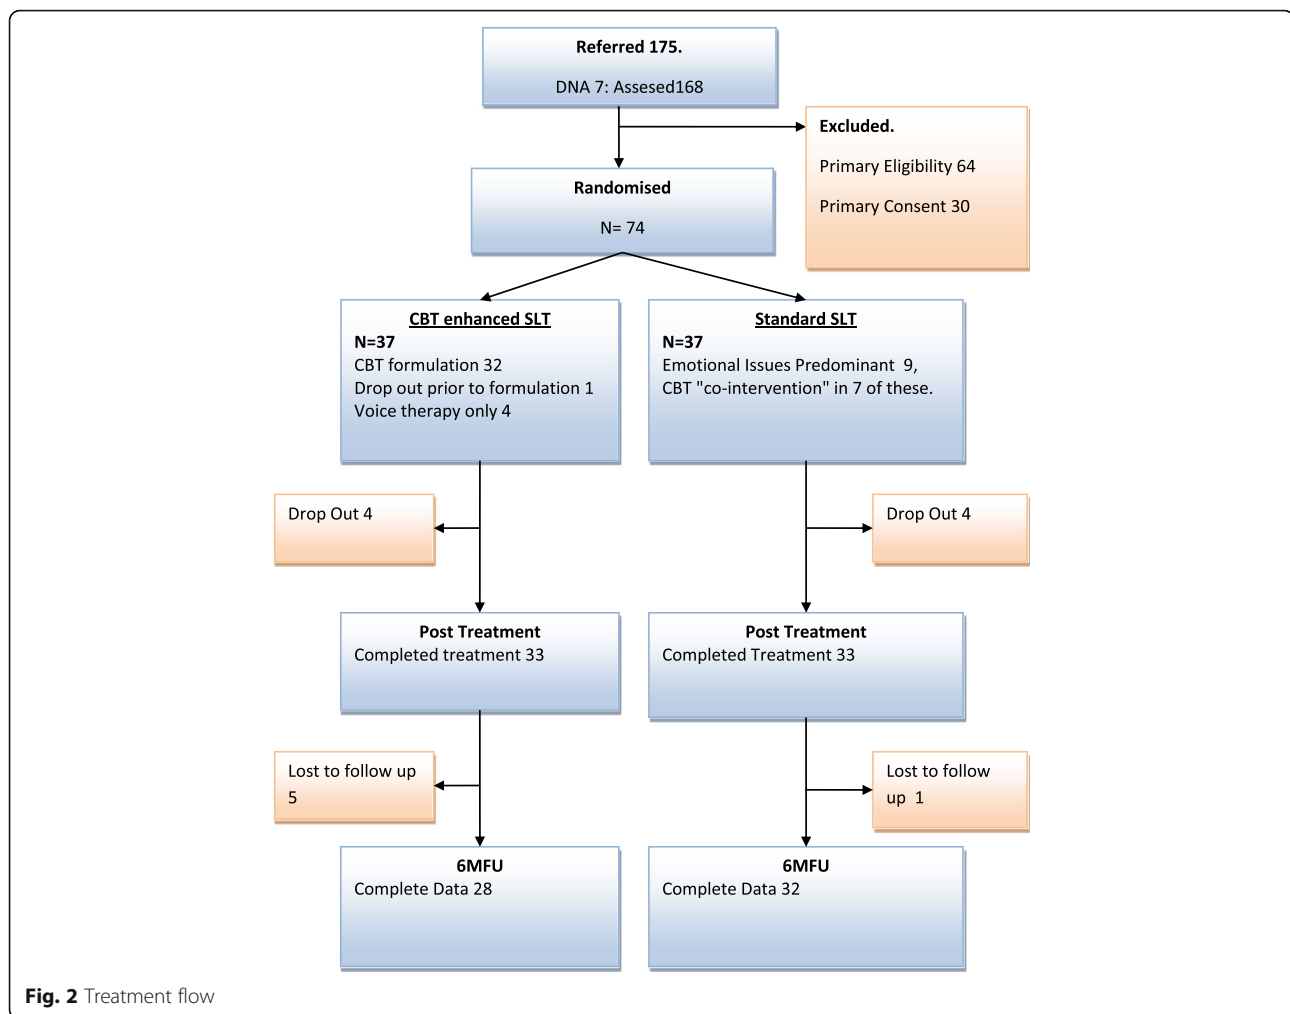 Referred 175.
DNA 7: Assesed168
Excluded.
Primary Eligibility 64
Primary Consent 30
Randomised
N= 74
CBT enhanced SLT
N=37
CBT formulation 32
Drop out prior to formulation 1
Voice therapy only 4
Standard SLT
N=37
Emotional Issues Predominant  9,
CBT "co-intervention" in 7 of these.
Drop Out 4
Drop Out 4
Post Treatment
Completed treatment 33
Post Treatment
Completed Treatment 33
Lost to follow up
5
Lost to follow
up  1
6MFU
Complete Data 28
6MFU
Complete Data 32
Fig. 2 Treatment flow